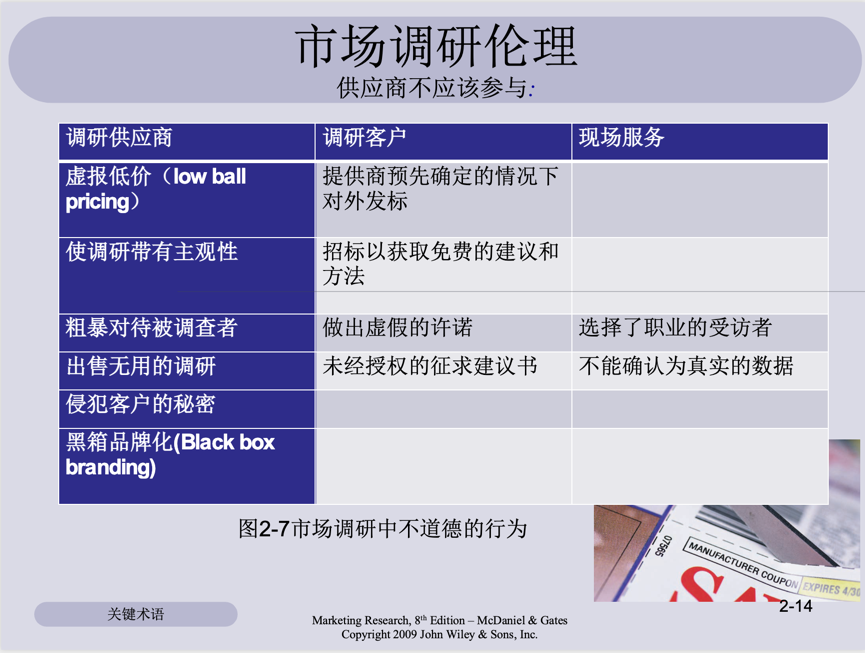 市场调研伦理
供应商不应该参与:
调研供应商
调研客户
现场服务
虚报低价（low ball
pricing）
提供商预先确定的情况下
对外发标
使调研带有主观性
招标以获取免费的建议和
方法
粗暴对待被调查者
做出虚假的许诺
选择了职业的受访者
出售无用的调研
未经授权的征求建议书
不能确认为真实的数据
侵犯客户的秘密
黑箱品牌化(Black box
branding)
图2-7市场调研中不道德的行为
07565
MANUFACTURER COUPON
EXPIRES 4/30
2-14
关键术语
Marketing Research, 8th Edition – McDaniel & Gates
Copyright 2009 John Wiley & Sons, Inc.